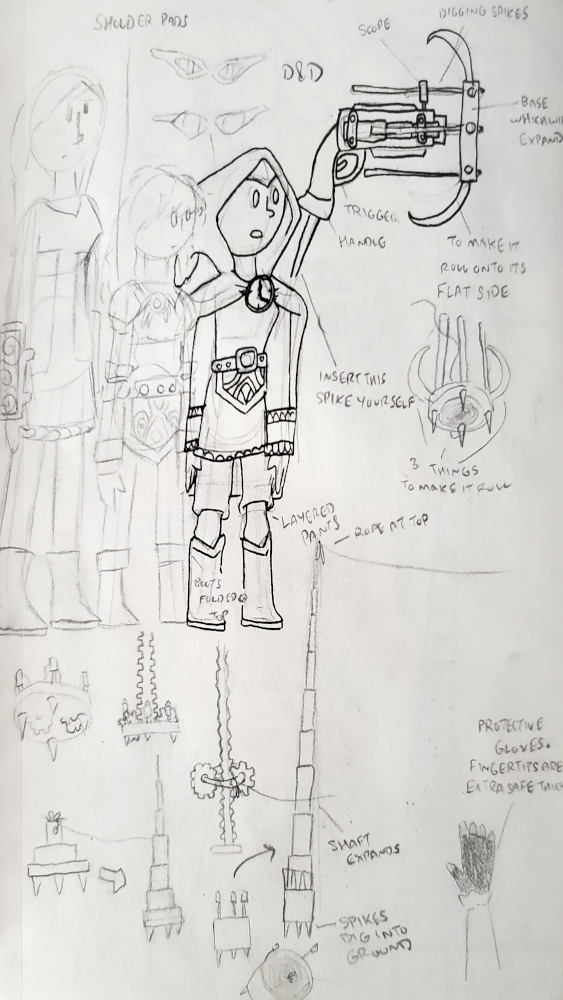 SHOULDER PADS
D&D
SCOPE
DIGGING SPIKES
BASE
WHICH WI
EXPAND
TRIGGER
HANDLE
TO MAKE IT
ROLL ONTO ITS
FLAT SIDE
INSERT THIS
SPIKE YOURSELF
3 THINGS
TO MAKE IT ROLL
LAYERED
PANTS
ROPE AT TOP
BOOTS
FOLDED @
TOP
PROTECTIVE
GLOVES.
FINGERTIPS ARE
EXTRA SAFE THICK
SHAFT
EXPANDS
SPIKES
DIG INTO
GROUND